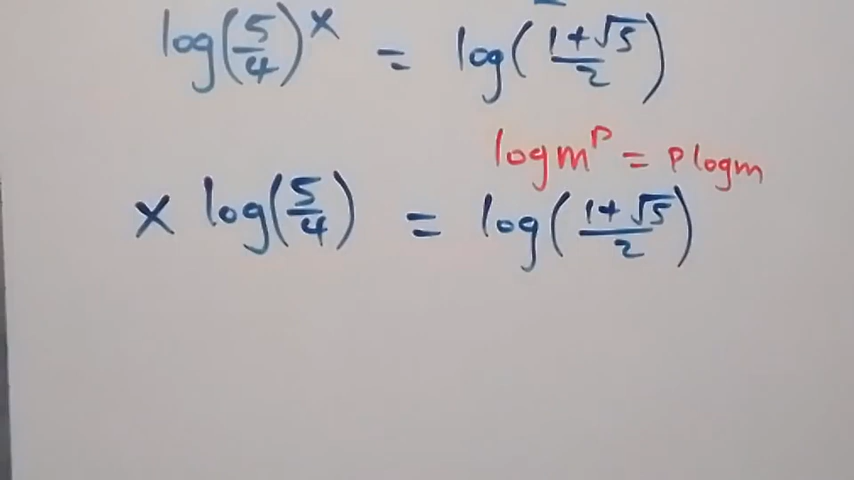 log(5/4)^x = log((1+√5)/2)
log m^P = P log m
x log(5/4) = log((1+√5)/2)